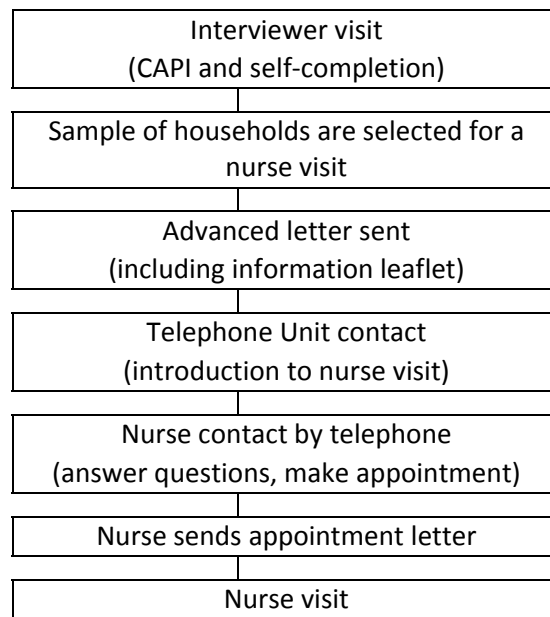 Interviewer visit
(CAPI and self-completion)
Sample of households are selected for a
nurse visit
Advanced letter sent
(including information leaflet)
Telephone Unit contact
(introduction to nurse visit)
Nurse contact by telephone
(answer questions, make appointment)
Nurse sends appointment letter
Nurse visit